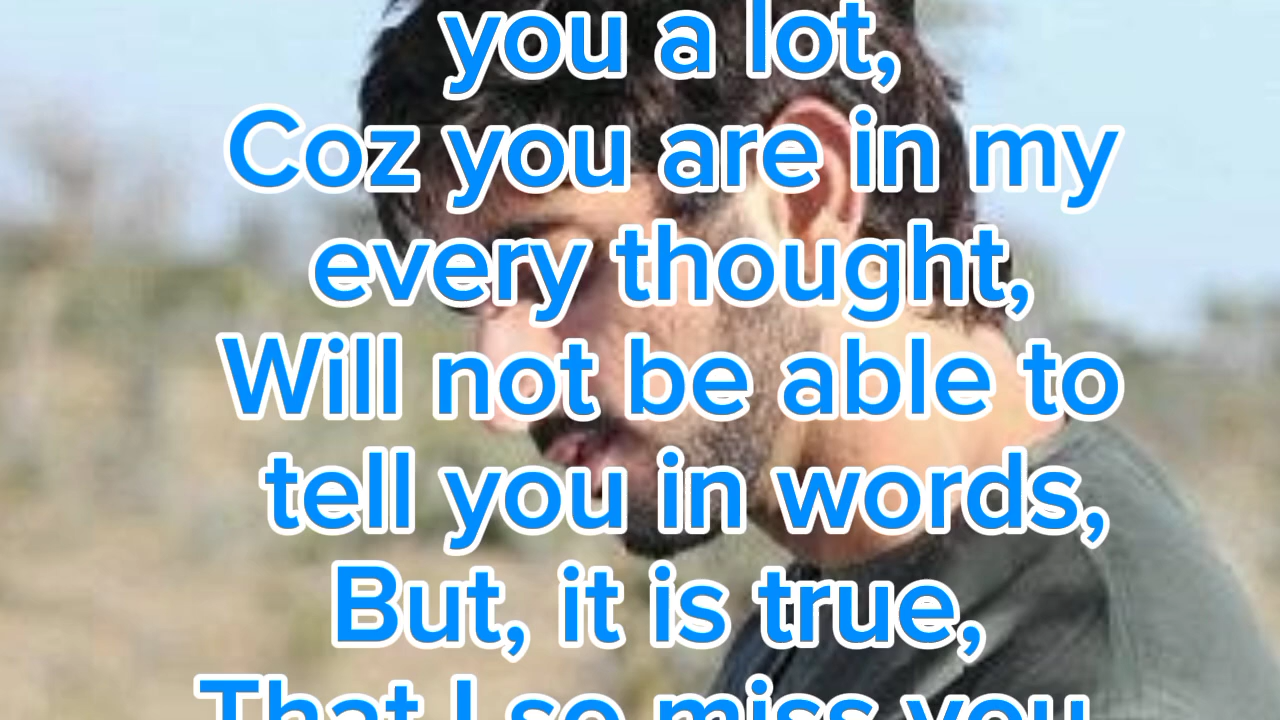 you a lot,
Coz you are in my
every thought,
Will not be able to
tell you in words,
But, it is true,
That I so miss you